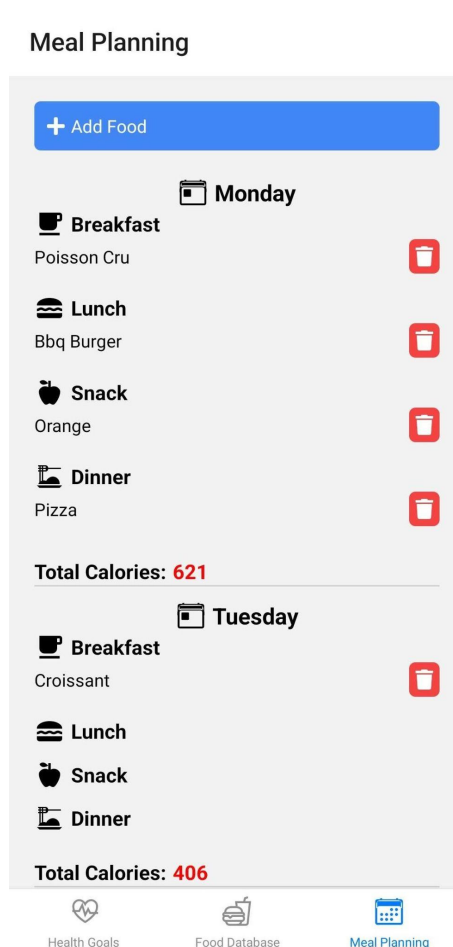 Meal Planning
Add Food
Monday
Breakfast
Poisson Cru
Lunch
Bbq Burger
Snack
Orange
Dinner
Pizza
Total Calories: 621
Tuesday
Breakfast
Croissant
Lunch
Snack
Dinner
Total Calories: 406
Health Goals Food Database Meal Planning